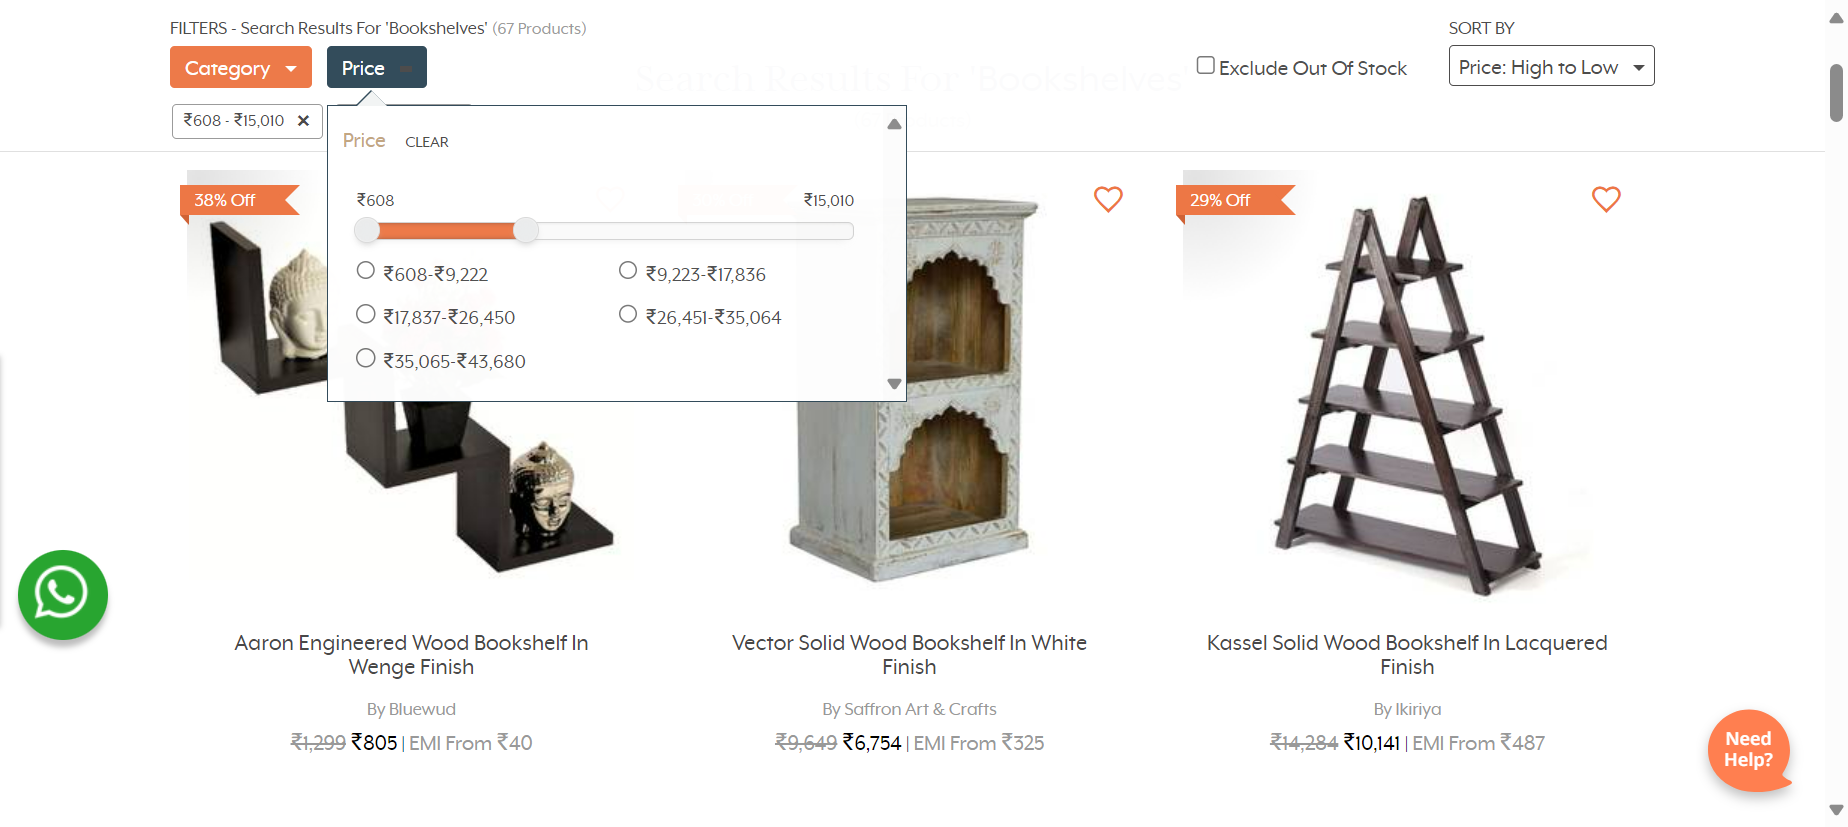 FILTERS - Search Results For 'Bookshelves' (67 Products)
SORT BY
Category
Price
Search Results For 'Bookshelves'
Exclude Out Of Stock
Price: High to Low
₹608 - ₹15,010 ×
Price CLEAR
₹608
₹15,010
₹608-₹9,222
₹9,223-₹17,836
₹17,837-₹26,450
₹26,451-₹35,064
₹35,065-₹43,680
38% Off
29% Off
Aaron Engineered Wood Bookshelf In
Wenge Finish
By Bluewud
₹1,299 ₹805 | EMI From ₹40
Vector Solid Wood Bookshelf In White
Finish
By Saffron Art & Crafts
₹9,649 ₹6,754 | EMI From ₹325
Kassel Solid Wood Bookshelf In Lacquered
Finish
By Ikiriya
₹14,284 ₹10,141 | EMI From ₹487
Need
Help?